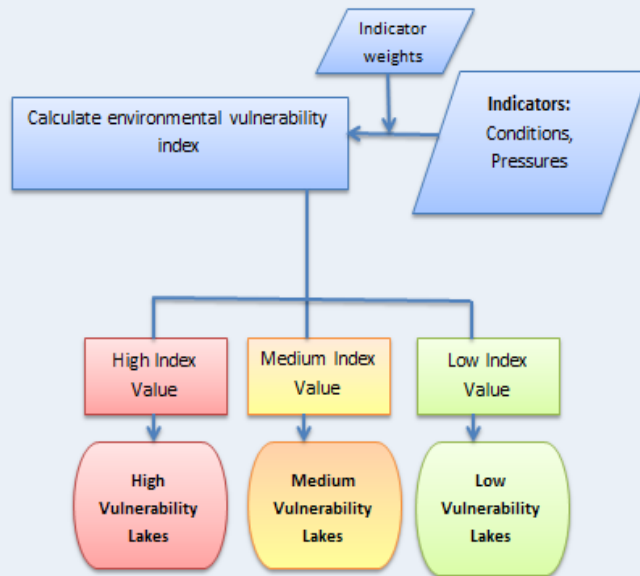 Indicator
weights
Indicators:
Conditions,
Pressures
Calculate environmental vulnerability
index
High Index
Value
Medium Index
Value
Low Index
Value
High
Vulnerability
Lakes
Medium
Vulnerability
Lakes
Low
Vulnerability
Lakes